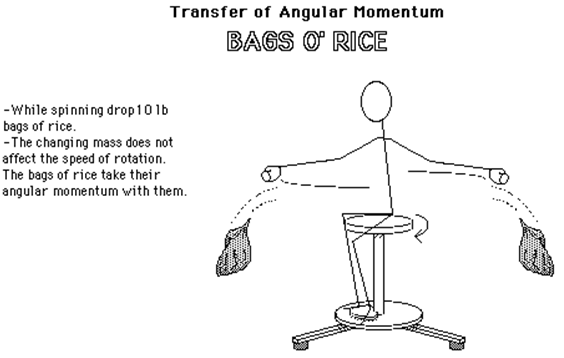 Transfer of Angular Momentum
BAGS O' RICE
-While spinning drop 10 lb
bags of rice.
-The changing mass does not
affect the speed of rotation.
The bags of rice take their
angular momentum with them.